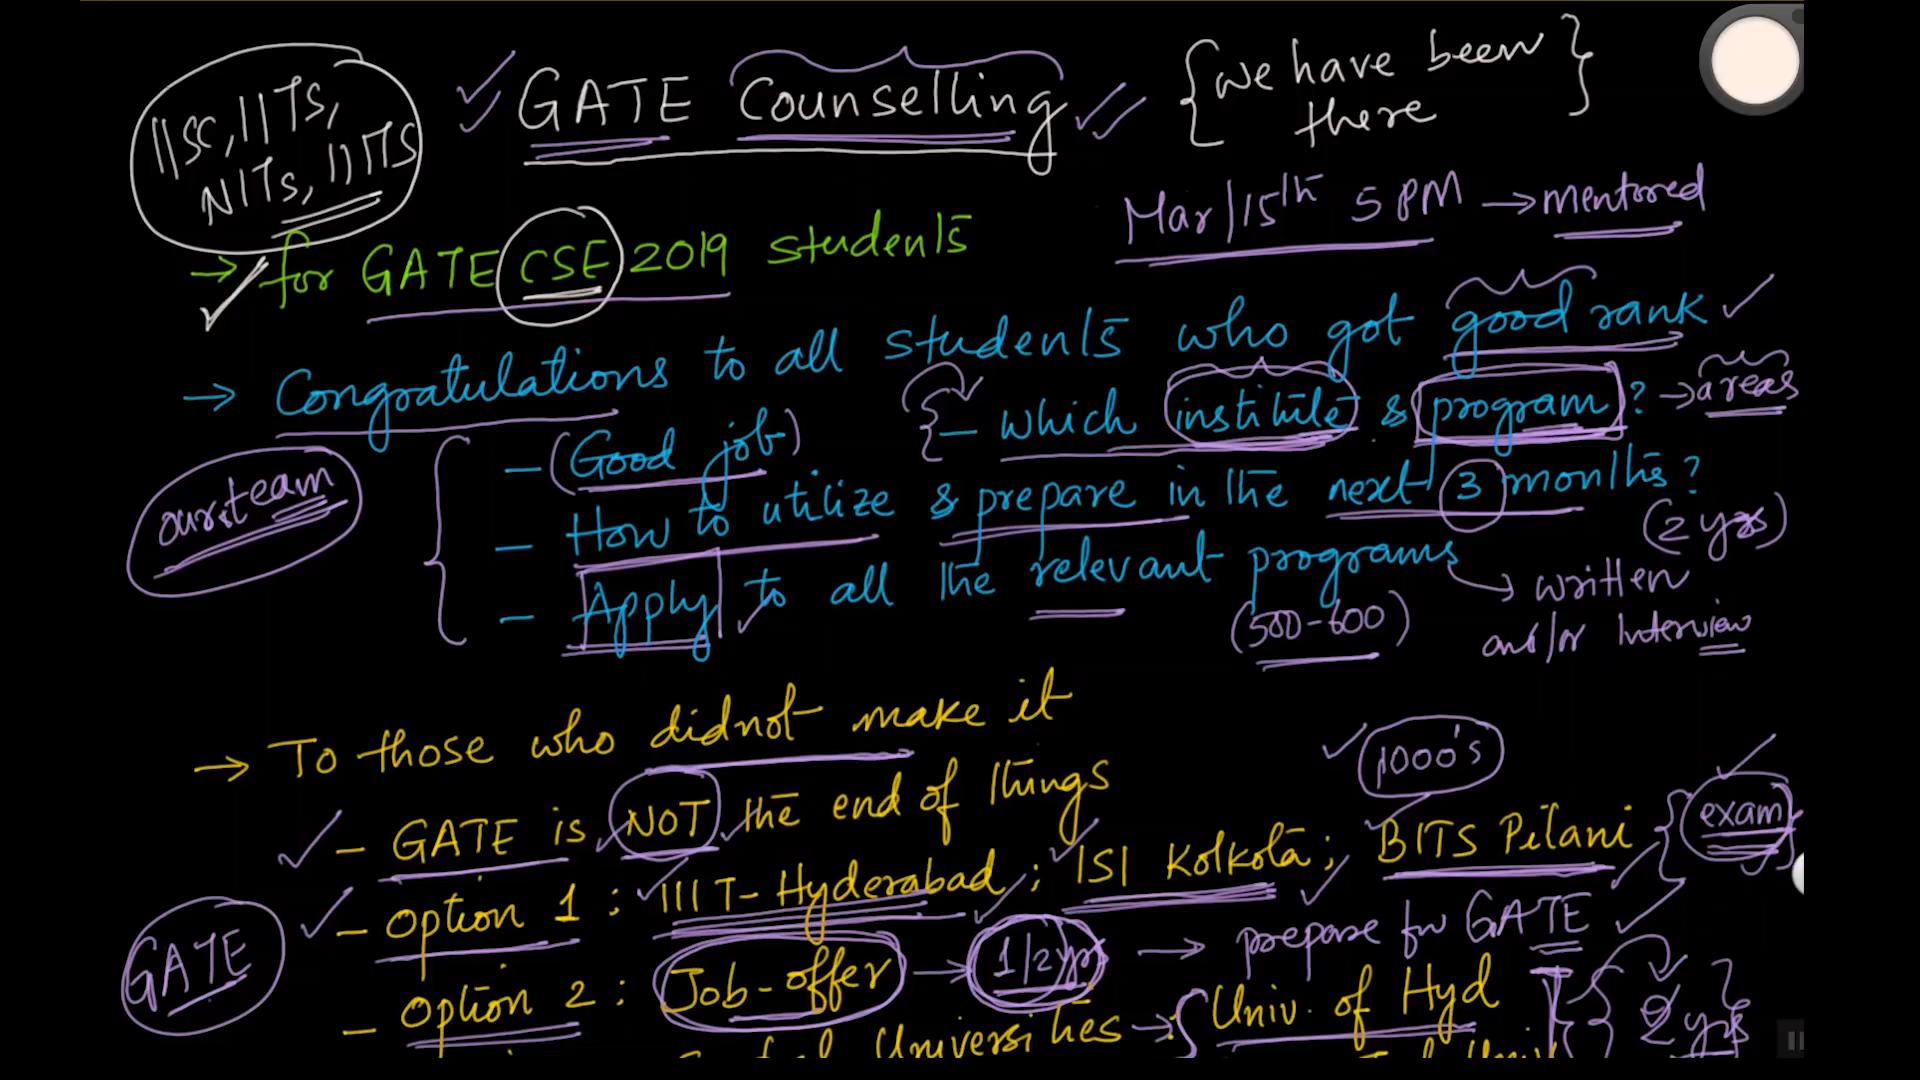 IISC, IITs,
NITs, IIITs
GATE Counselling
{we have been
there}
Mar/15th 5 PM → mentored
→ for GATE CSE 2019 students
→ Congratulations to all students who got good rank
- which institute & program? → areas
our team
- (Good job)
- How to utilize & prepare in the next 3 months?
(2 yrs)
- Apply to all the relevant programs
→ written
and/or Interview
(500-600)
→ To those who didnot make it
- GATE is NOT the end of things
1000's
- option 1 : IIIT-Hyderabad ; ISI Kolkota ; BITS Pilani
{exam}
GATE
- option 2 : Job-offer → 1/2 yrs → prepare for GATE
Universities → Univ. of Hyd
2 yrs